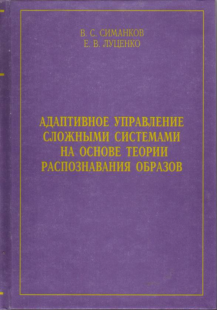 В. С. СИМАНКОВ
Е. В. ЛУЦЕНКО
АДАПТИВНОЕ УПРАВЛЕНИЕ
СЛОЖНЫМИ СИСТЕМАМИ
НА ОСНОВЕ ТЕОРИИ
РАСПОЗНАВАНИЯ ОБРАЗОВ